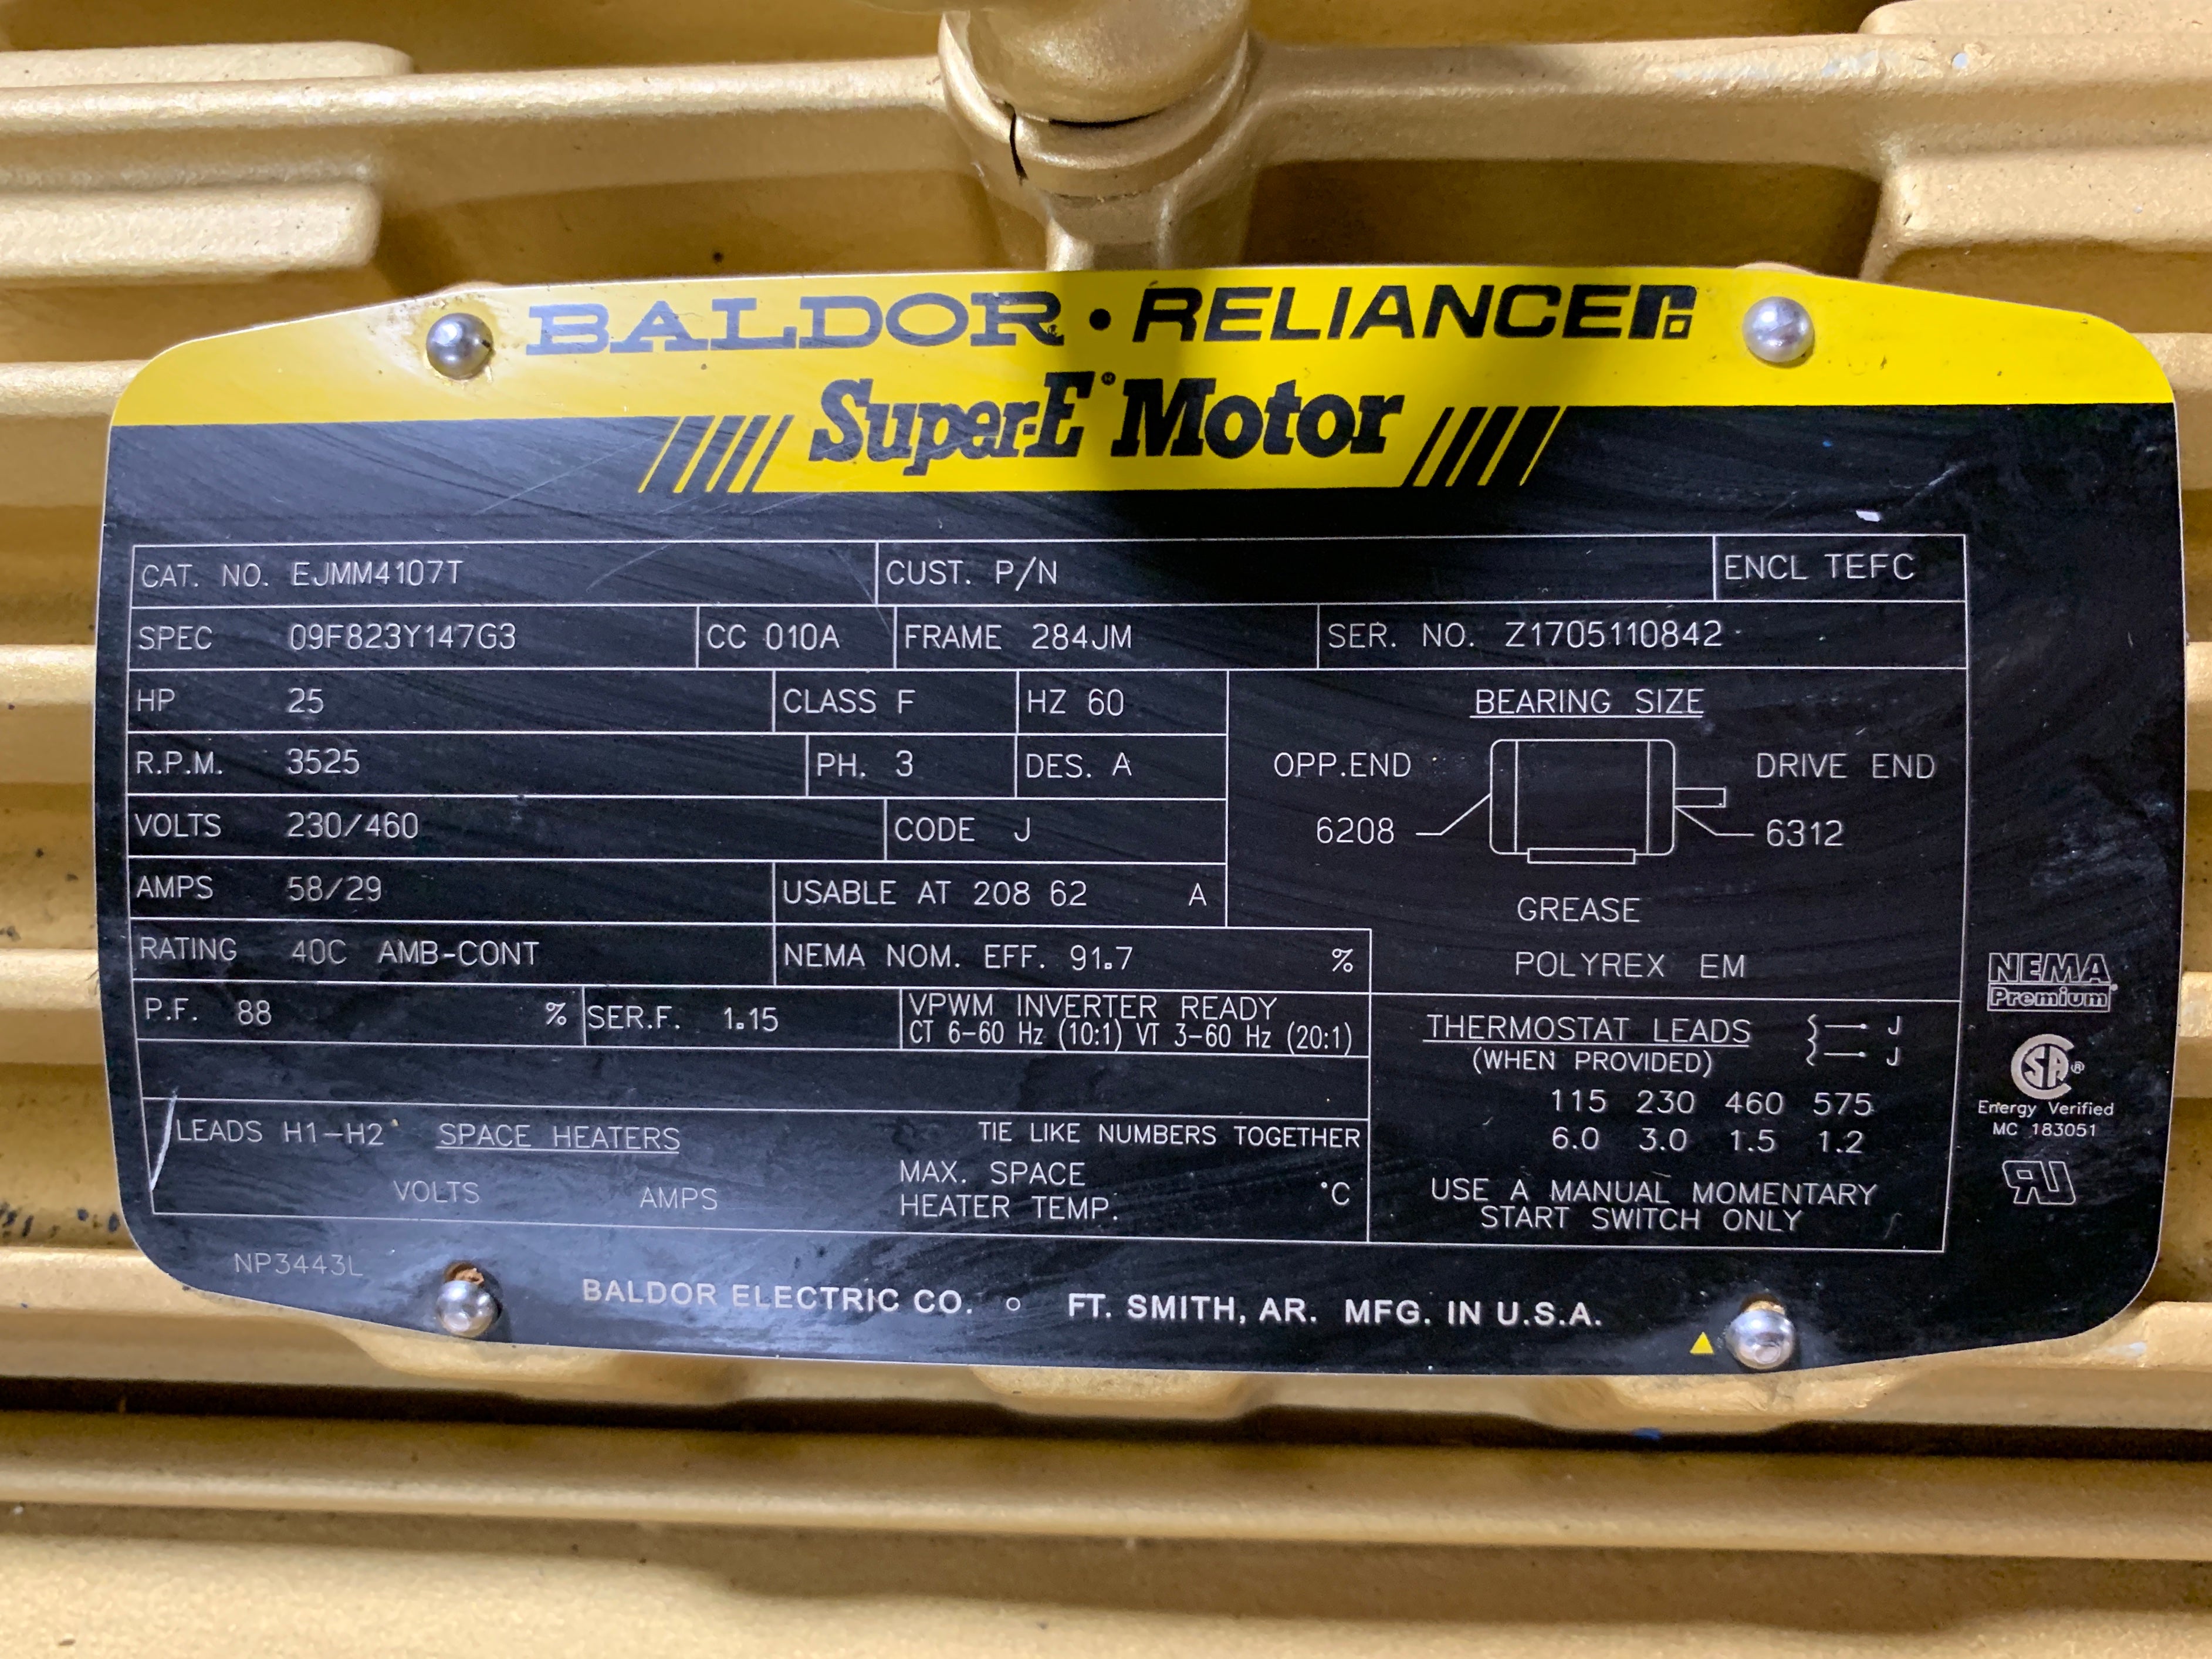 BALDOR • RELIANCE
Super-E® Motor
CAT. NO. EJMM4107T CUST. P/N ENCL TEFC
SPEC 09F823Y147G3 CC 010A FRAME 284JM SER. NO. Z1705110842
HP 25 CLASS F HZ 60
R.P.M. 3525 PH. 3 DES. A
VOLTS 230/460 CODE J
AMPS 58/29 USABLE AT 208 62 A
RATING 40C AMB-CONT NEMA NOM. EFF. 91.7 %
P.F. 88 % SER.F. 1.15 VPWM INVERTER READY
CT 6-60 Hz (10:1) VT 3-60 Hz (20:1)
BEARING SIZE
OPP.END DRIVE END
6208 6312
GREASE
POLYREX EM
THERMOSTAT LEADS J
(WHEN PROVIDED) J
115 230 460 575
6.0 3.0 1.5 1.2
USE A MANUAL MOMENTARY
START SWITCH ONLY
LEADS H1-H2 SPACE HEATERS TIE LIKE NUMBERS TOGETHER
VOLTS AMPS
MAX. SPACE
HEATER TEMP. °C
NEMA
Premium®
CSA®
Energy Verified
MC 183051
RU
NP3443L
BALDOR ELECTRIC CO. ○ FT. SMITH, AR. MFG. IN U.S.A.